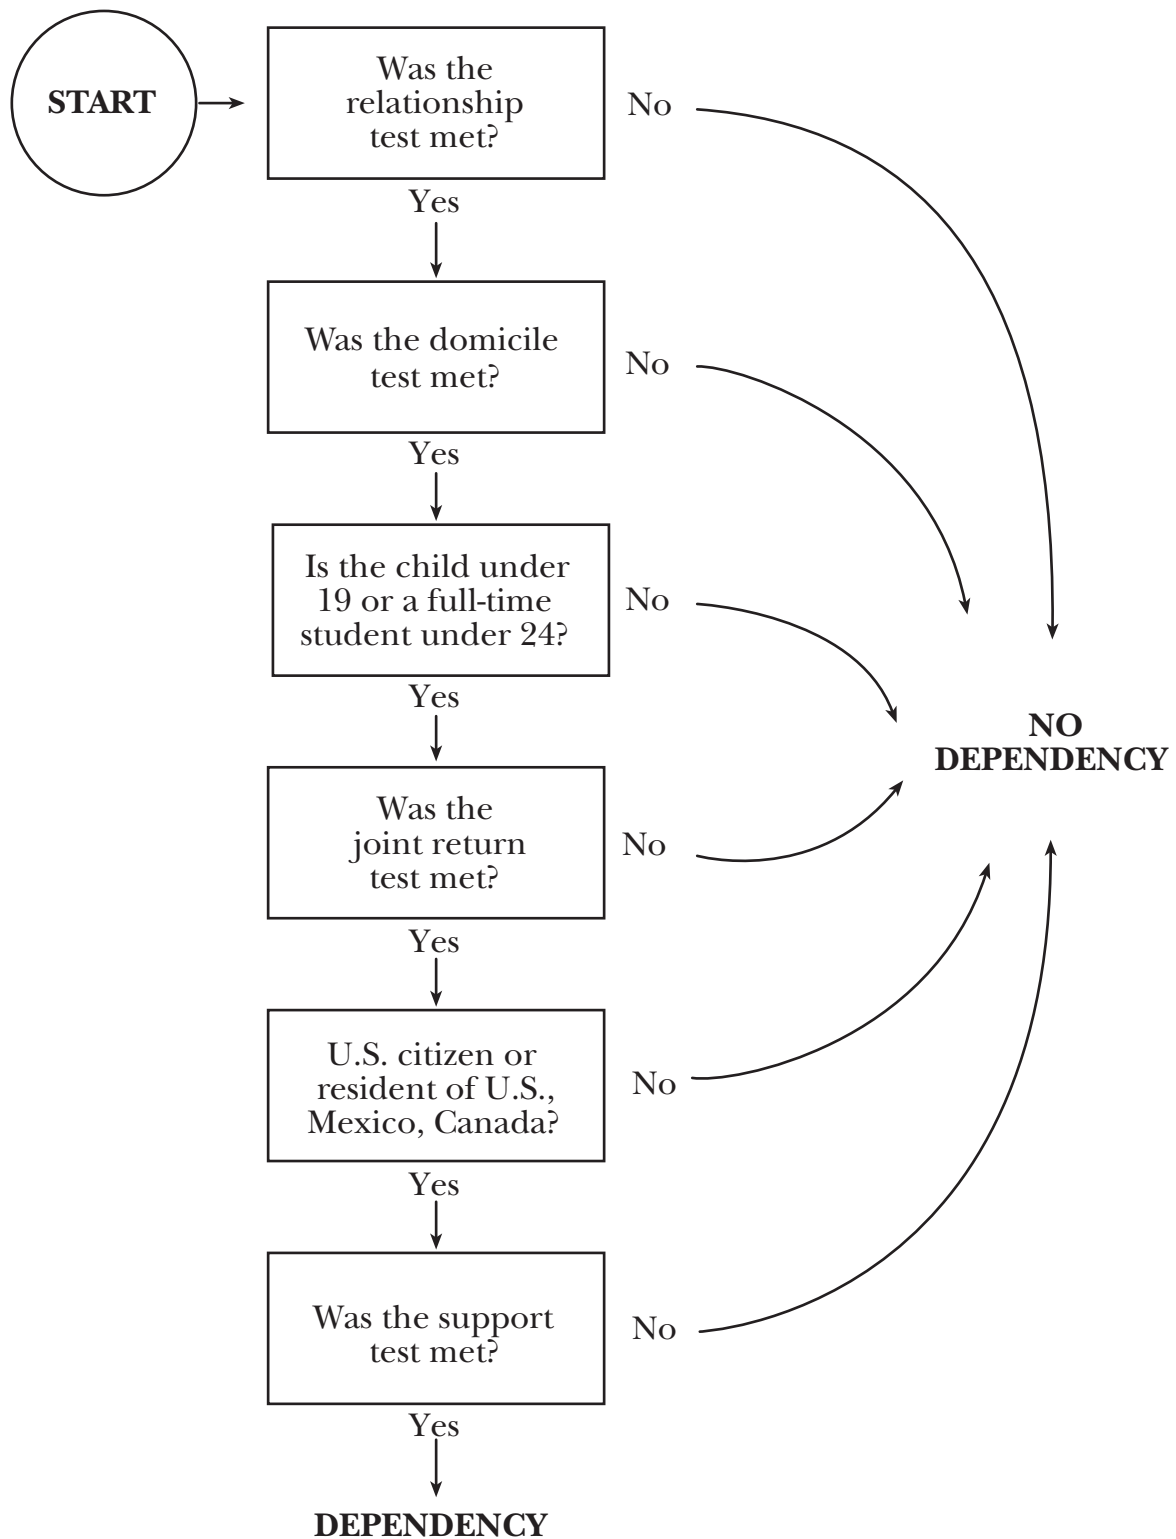 START
Was the
relationship
test met?
No
Yes
Was the domicile
test met?
No
Yes
Is the child under
19 or a full-time
student under 24?
No
Yes
NO
DEPENDENCY
Was the
joint return
test met?
No
Yes
U.S. citizen or
resident of U.S.,
Mexico, Canada?
No
Yes
Was the support
test met?
No
Yes
DEPENDENCY